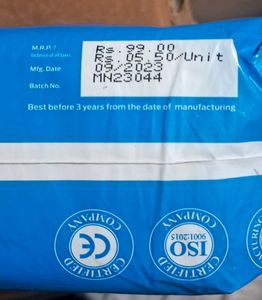 M.R.P.:
Inclusive of all taxes
Rs. 99.00
Rs. 05.50/Unit
Mfg. Date
09/2023
Batch No.
MN23044
Best before 3 years from the date of manufacturing
CERTIFIED
CE
COMPANY
CERTIFIED
ISO
9001:2015
COMPANY